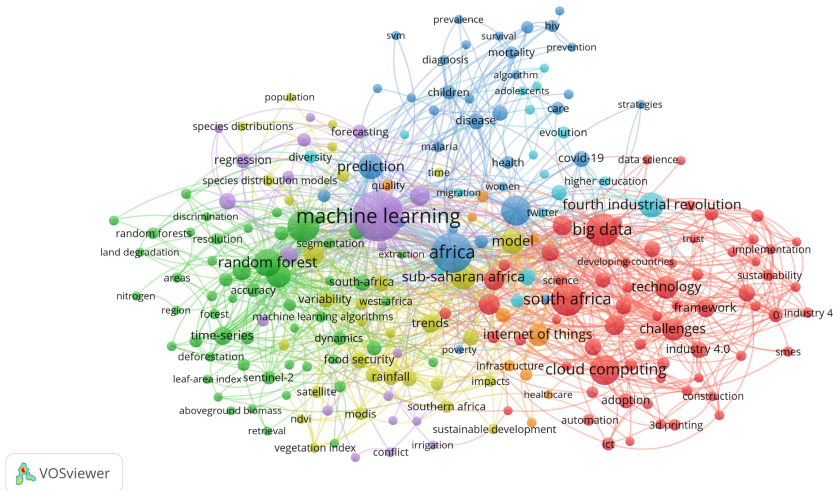 prevalence
hiv
svm
survival
prevention
mortality
diagnosis
algorithm
children
adolescents
population
care
strategies
disease
species distributions
forecasting
evolution
malaria
regression
diversity
covid-19
data science
health
prediction
time
species distribution models
quality
women
higher education
migration
fourth industrial revolution
discrimination
machine learning
twitter
random forests
resolution
segmentation
big data
trust
model
land degradation
extraction
africa
implementation
random forest
science
developing-countries
areas
accuracy
south-africa
sub-saharan africa
sustainability
technology
nitrogen
variability
west-africa
south africa
region
forest
machine learning algorithms
framework
0
industry 4
trends
challenges
time-series
dynamics
internet of things
deforestation
food security
poverty
industry 4.0
smes
leaf-area index
sentinel-2
rainfall
infrastructure
cloud computing
impacts
satellite
healthcare
construction
aboveground biomass
modis
southern africa
adoption
ndvi
automation
3d printing
retrieval
sustainable development
vegetation index
conflict
irrigation
ict
VOSviewer